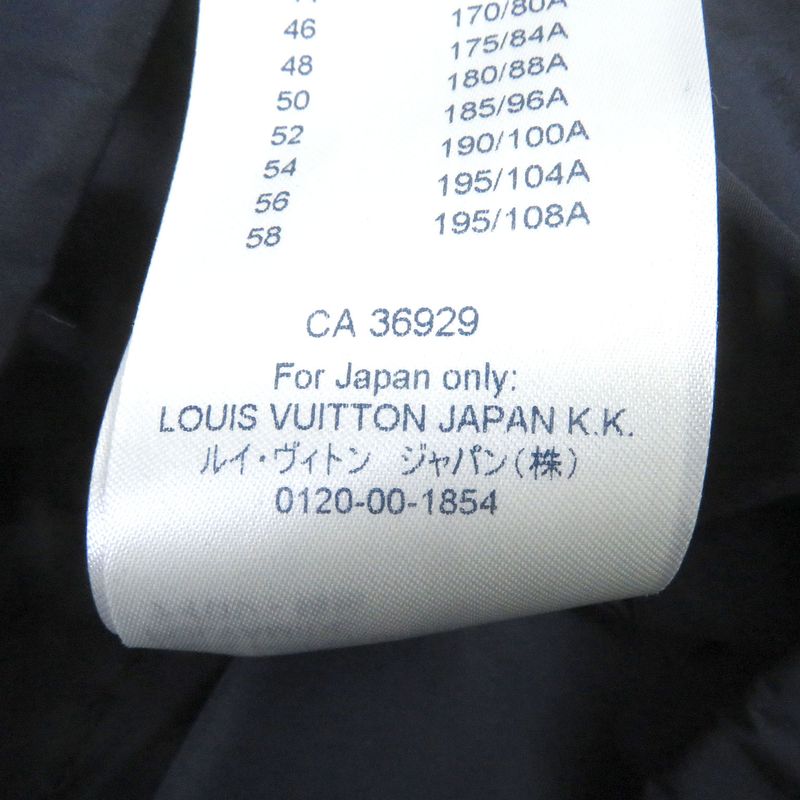 46 170/80A
48 175/84A
50 180/88A
52 185/96A
54 190/100A
56 195/104A
58 195/108A
CA 36929
For Japan only:
LOUIS VUITTON JAPAN K.K.
ルイ・ヴィトン ジャパン(株)
0120-00-1854